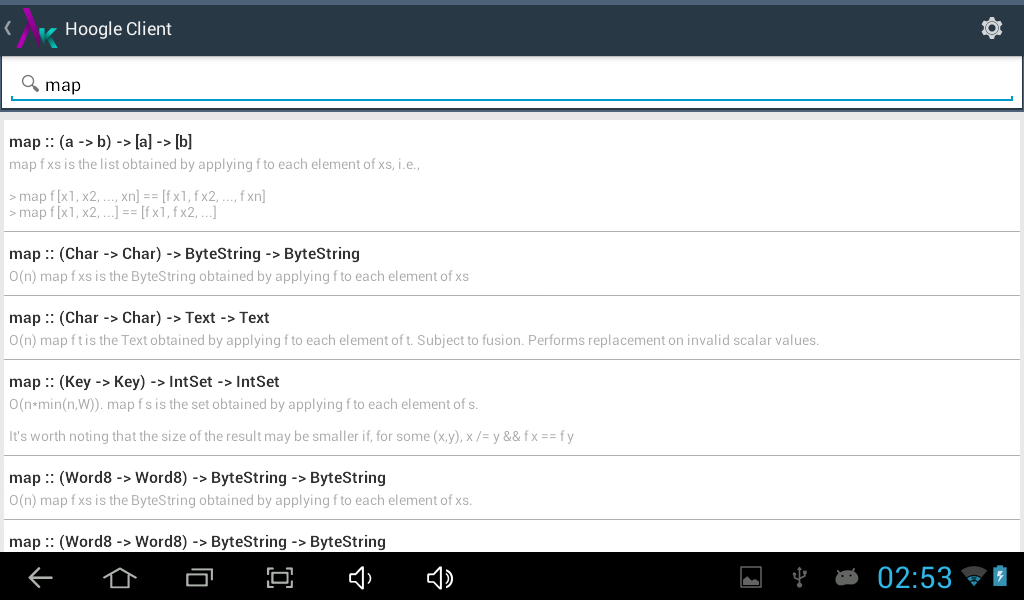 Hoogle Client
map
map :: (a -> b) -> [a] -> [b]
map f xs is the list obtained by applying f to each element of xs, i.e.,
> map f [x1, x2, ..., xn] == [f x1, f x2, ..., f xn]
> map f [x1, x2, ...] == [f x1, f x2, ...]
map :: (Char -> Char) -> ByteString -> ByteString
O(n) map f xs is the ByteString obtained by applying f to each element of xs
map :: (Char -> Char) -> Text -> Text
O(n) map f t is the Text obtained by applying f to each element of t. Subject to fusion. Performs replacement on invalid scalar values.
map :: (Key -> Key) -> IntSet -> IntSet
O(n*min(n,W)). map f s is the set obtained by applying f to each element of s.
It's worth noting that the size of the result may be smaller if, for some (x,y), x /= y && f x == f y
map :: (Word8 -> Word8) -> ByteString -> ByteString
O(n) map f xs is the ByteString obtained by applying f to each element of xs.
map :: (Word8 -> Word8) -> ByteString -> ByteString
02:53